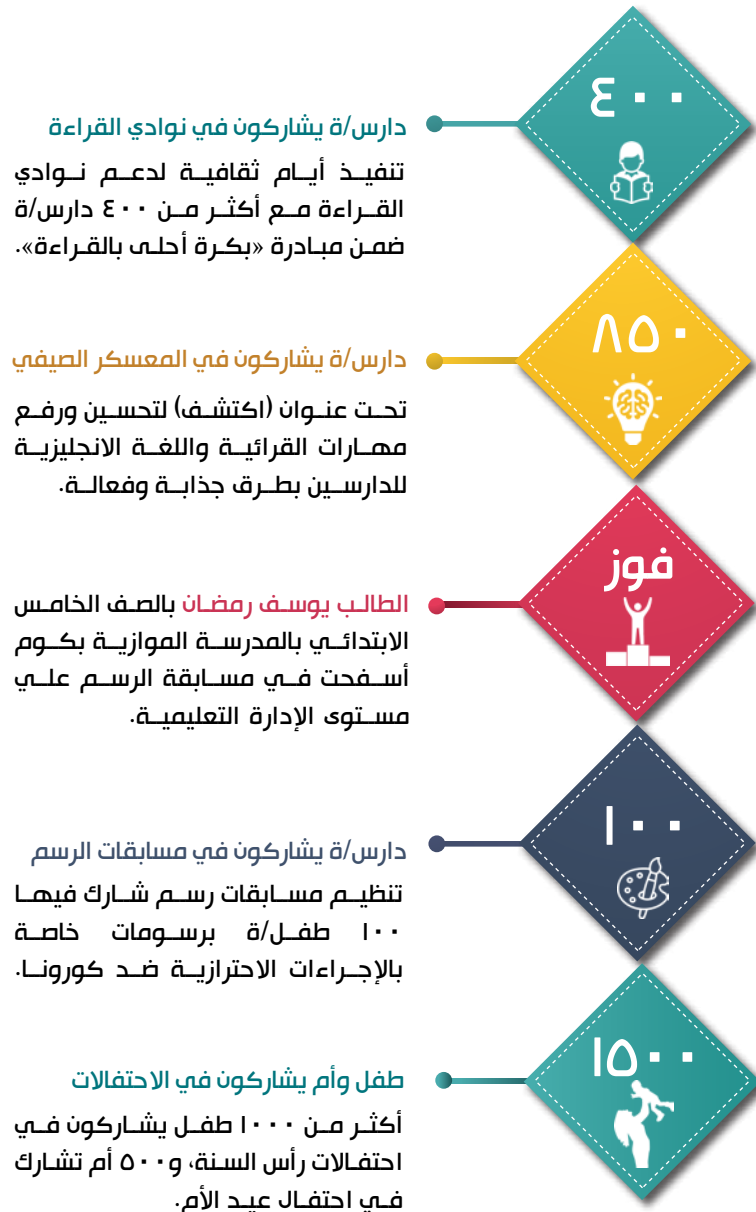 ٤٠٠
دارس/ة يشاركون في نوادي القراءة
تنفيذ أيام ثقافية لدعم نوادي
القراءة مع أكثر من ٤٠٠ دارس/ة
ضمن مبادرة «بكرة أحلى بالقراءة».
٨٥٠
دارس/ة يشاركون في المعسكر الصيفي
تحت عنوان (اكتشف) لتحسين ورفع
مهارات القرائية واللغة الانجليزية
للدارسين بطرق جذابة وفعالة.
فوز
الطالب يوسف رمضان بالصف الخامس
الابتدائي بالمدرسة الموازية بكوم
أسفحت في مسابقة الرسم علي
مستوى الإدارة التعليمية.
١٠٠
دارس/ة يشاركون في مسابقات الرسم
تنظيم مسابقات رسم شارك فيها
١٠٠ طفل/ة برسومات خاصة
بالإجراءات الاحترازية ضد كورونا.
١٥٠٠
طفل وأم يشاركون في الاحتفالات
أكثر من ١٠٠٠ طفل يشاركون في
احتفالات رأس السنة، و٥٠٠ أم تشارك
في احتفال عيد الأم.